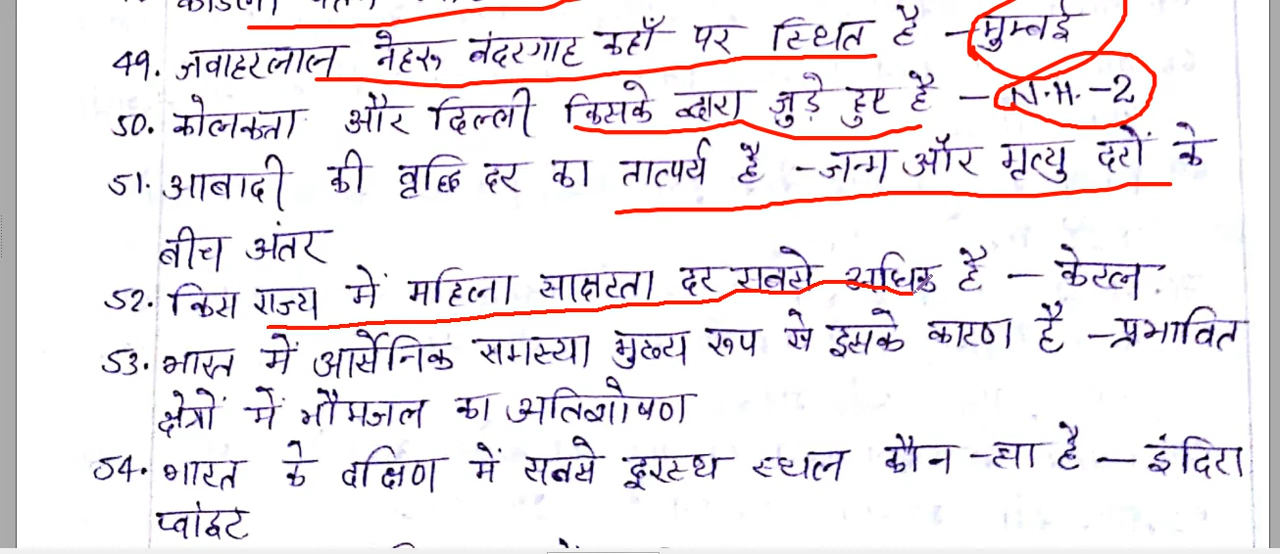 49. जवाहरलाल नेहरू बंदरगाह कहाँ पर स्थित है – मुम्बई
50. कोलकत्ता और दिल्ली किसके द्वारा जुड़े हुए है – N.H.-2
51. आबादी की वृद्धि दर का तात्पर्य है – जन्म और मृत्यु दरों के
बीच अंतर
52. किस राज्य में महिला साक्षरता दर सबसे अधिक है – केरल
53. भारत में आर्सेनिक समस्या मुख्य रूप से इसके कारण है – प्रभावित
क्षेत्रों में भौमजल का अतिशोषण
54. भारत के दक्षिण में सबसे दूरस्थ स्थल कौन-सा है – इंदिरा
प्वांइट